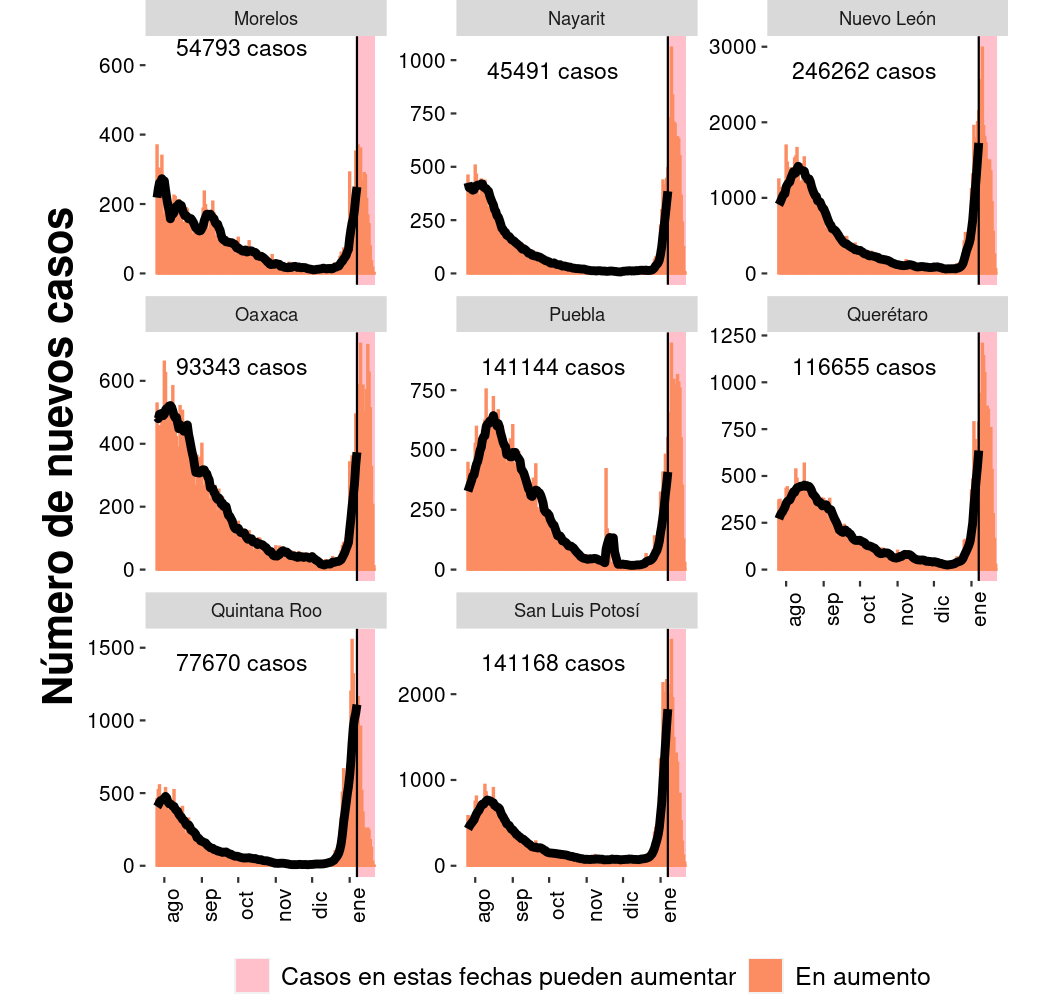 Número de nuevos casos
Morelos
54793 casos
600
400
200
0
Nayarit
45491 casos
1000
750
500
250
0
Nuevo León
246262 casos
3000
2000
1000
0
Oaxaca
93343 casos
600
400
200
0
Puebla
141144 casos
750
500
250
0
Querétaro
116655 casos
1250
1000
750
500
250
0
ago
sep
oct
nov
dic
ene
Quintana Roo
77670 casos
1500
1000
500
0
ago
sep
oct
nov
dic
ene
San Luis Potosí
141168 casos
2000
1000
0
ago
sep
oct
nov
dic
ene
Casos en estas fechas pueden aumentar
En aumento